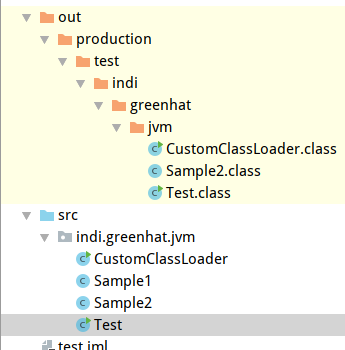 out
production
test
indi
greenhat
jvm
CustomClassLoader.class
Sample2.class
Test.class
src
indi.greenhat.jvm
CustomClassLoader
Sample1
Sample2
Test
test.iml